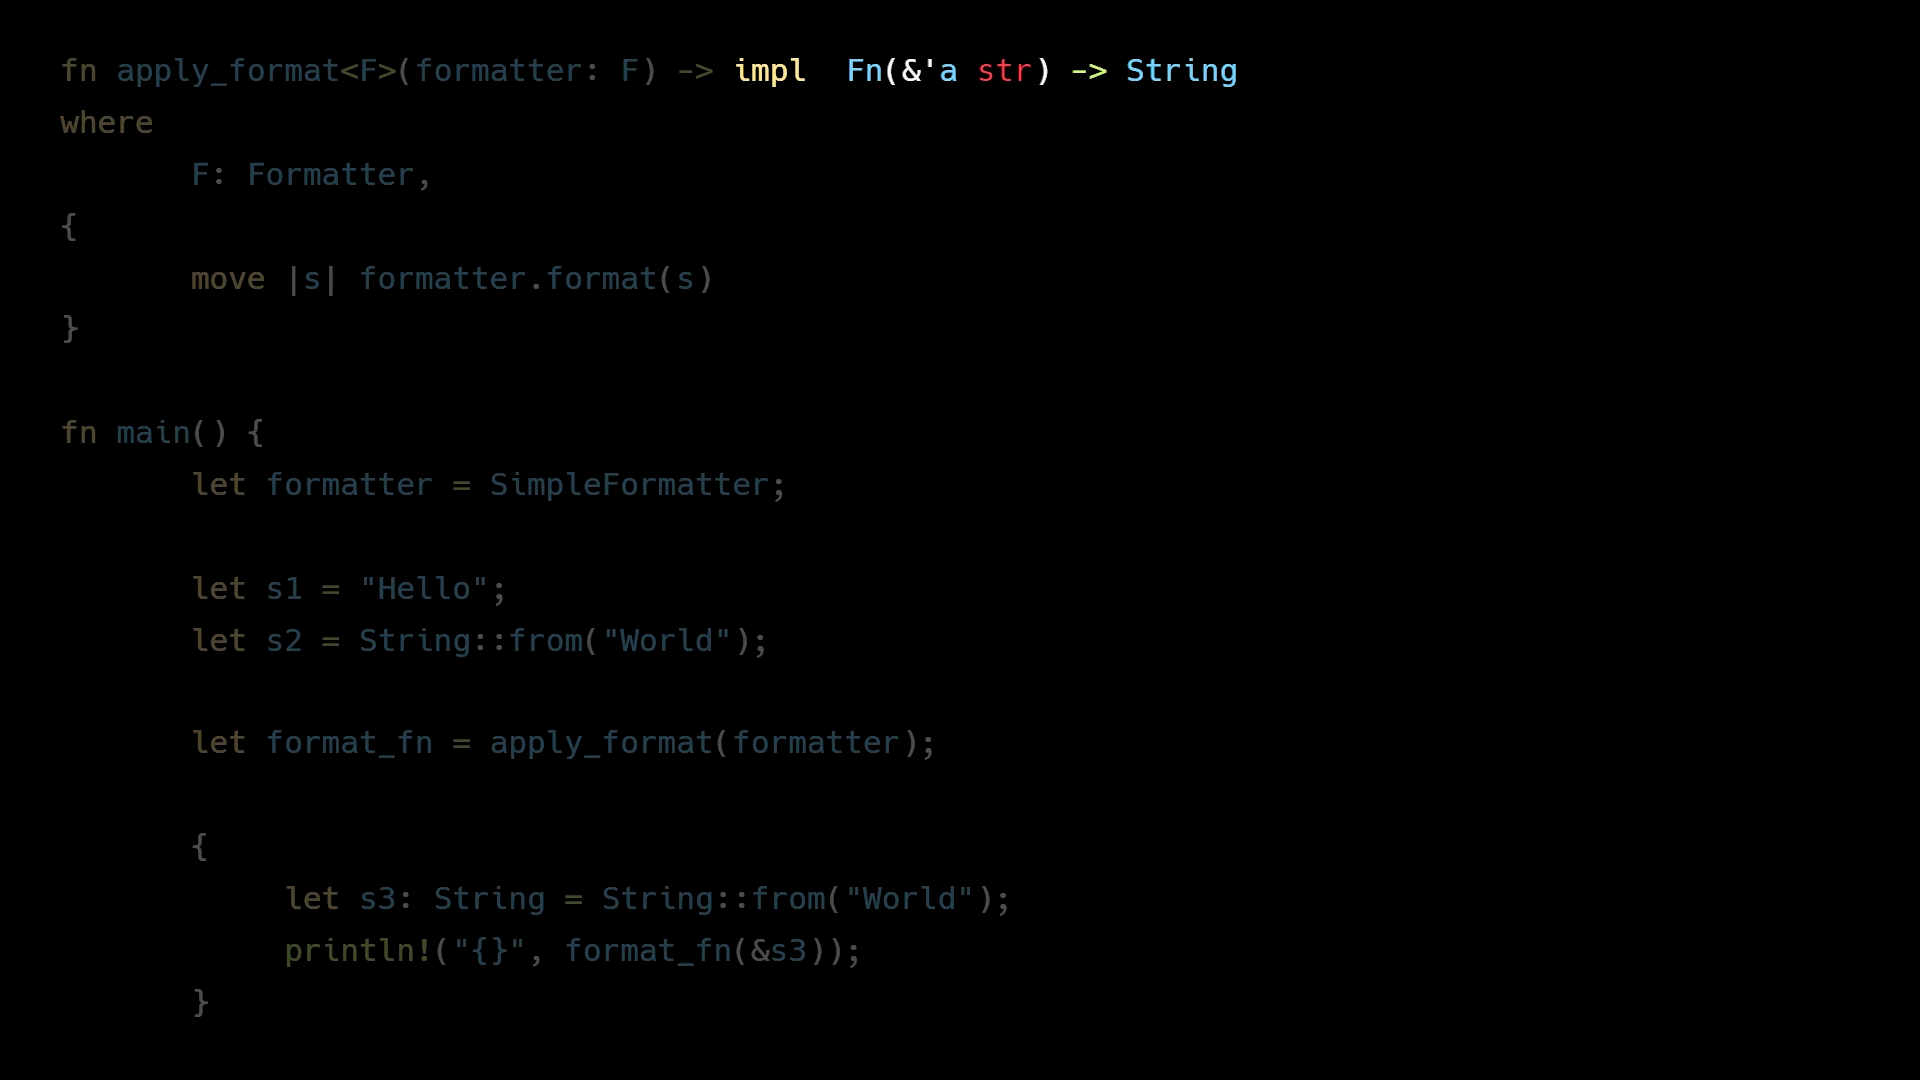 fn apply_format<F>(formatter: F) -> impl  Fn(&'a str) -> String
where
       F: Formatter,
{
       move |s| formatter.format(s)
}

fn main() {
       let formatter = SimpleFormatter;

       let s1 = "Hello";
       let s2 = String::from("World");

       let format_fn = apply_format(formatter);

       {
            let s3: String = String::from("World");
            println!("{}", format_fn(&s3));
       }